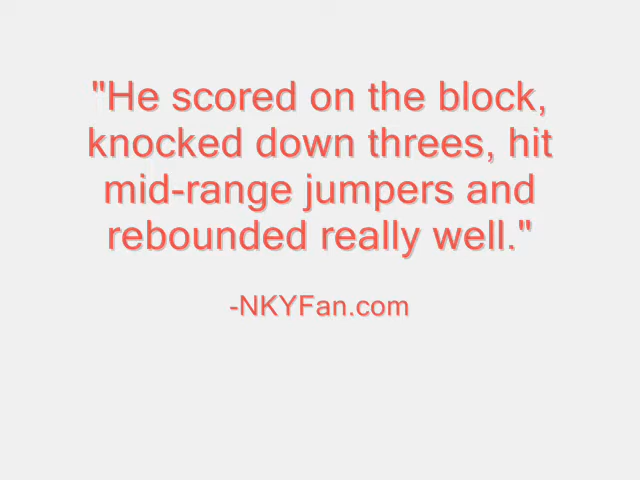 "He scored on the block,
knocked down threes, hit
mid-range jumpers and
rebounded really well."
-NKYFan.com